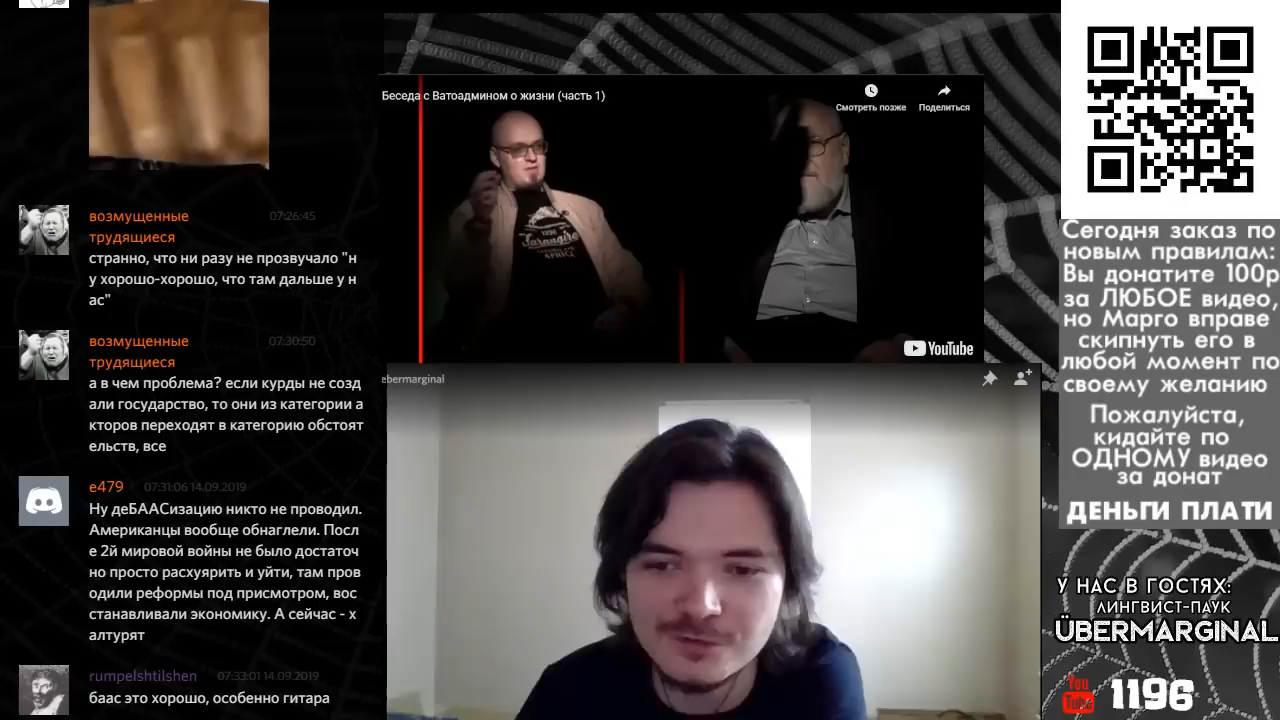 возмущенные
трудящиеся
07:26:45
странно, что ни разу не прозвучало "н
у хорошо-хорошо, что там дальше у н
ас"
возмущенные
трудящиеся
07:30:50
а в чем проблема? если курды не созд
али государство, то они из категории а
кторов переходят в категорию обстоят
ельств, все
e479 07:31:06 14.09.2019
Ну деБААСизацию никто не проводил.
Американцы вообще обнаглели. Посл
е 2й мировой войны не было достаточ
но просто расхуярить и уйти, там пров
одили реформы под присмотром, вос
станавливали экономику. А сейчас - х
алтурят
rumpelshtilshen 07:33:01 14.09.2019
баас это хорошо, особенно гитара
Беседа с Ватоадмином о жизни (часть 1)
Смотреть позже
Поделиться
YouTube
ebermarginal
Сегодня заказ по
новым правилам:
Вы донатите 100р
за ЛЮБОЕ видео,
но Марго вправе
скипнуть его в
любой момент по
своему желанию
Пожалуйста,
кидайте по
ОДНОМУ видео
за донат
ДЕНЬГИ ПЛАТИ
У НАС В ГОСТЯХ:
ЛИНГВИСТ-ПАУК
ÜBERMARGINAL
You
Tube
1196